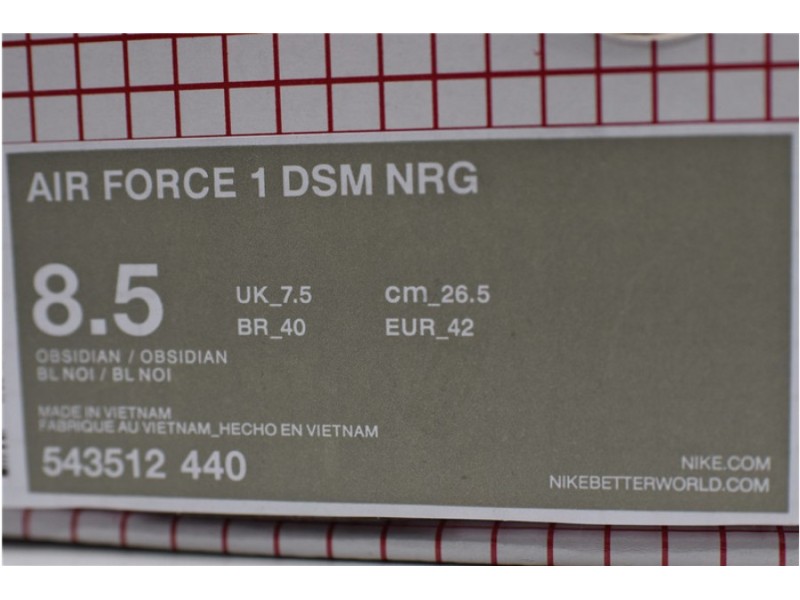 AIR FORCE 1 DSM NRG
8.5 UK_7.5 cm_26.5
BR_40 EUR_42
OBSIDIAN / OBSIDIAN
BL NOI / BL NOI
MADE IN VIETNAM
FABRIQUE AU VIETNAM_HECHO EN VIETNAM
543512 440
NIKE.COM
NIKEBETTERWORLD.COM